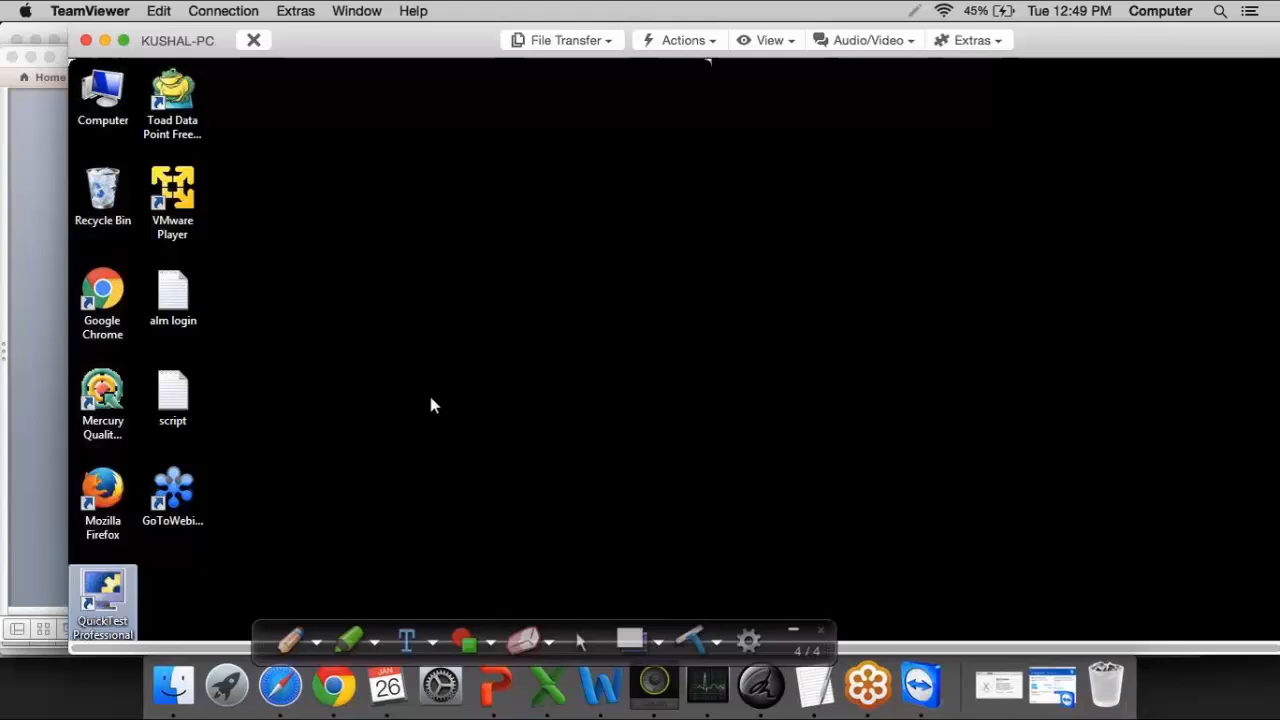 TeamViewer Edit Connection Extras Window Help 45% Tue 12:49 PM Computer
KUSHAL-PC File Transfer Actions View Audio/Video Extras
Home
Computer
Toad Data
Point Free...
Recycle Bin
VMware
Player
Google
Chrome
alm login
Mercury
Qualit...
script
Mozilla
Firefox
GoToWebi...
QuickTest
Professional
T
4 / 4
JAN
26